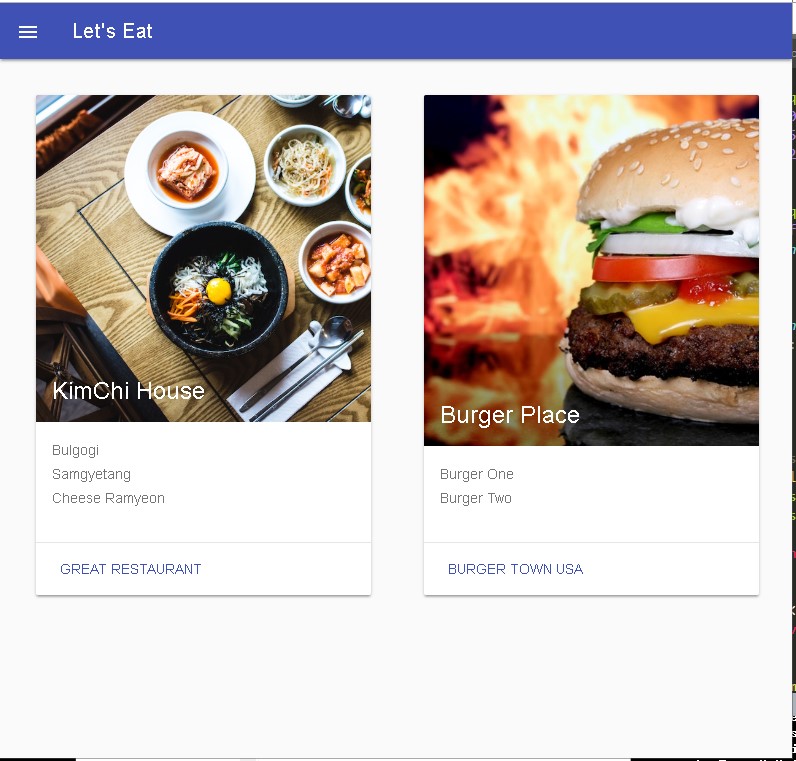 Let's Eat
KimChi House
Bulgogi
Samgyetang
Cheese Ramyeon
GREAT RESTAURANT
Burger Place
Burger One
Burger Two
BURGER TOWN USA